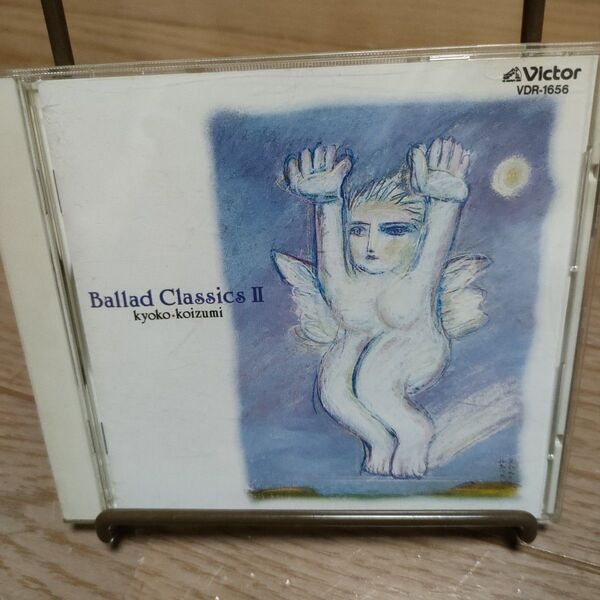 Victor
VDR-1656
Ballad Classics II
kyoko・koizumi